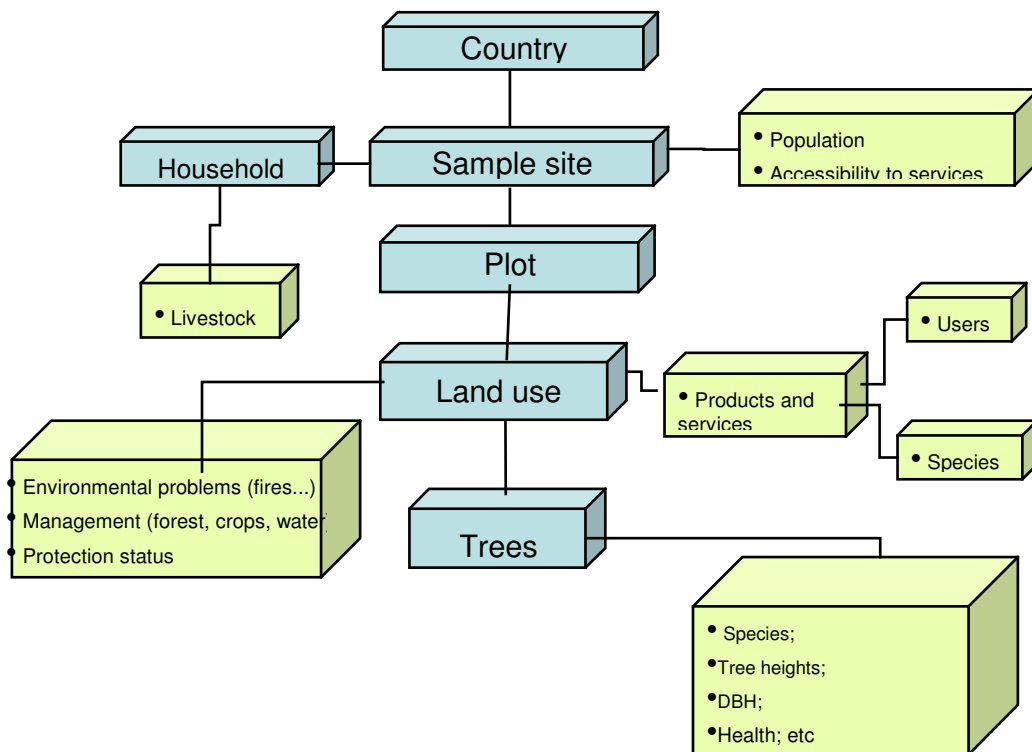 Country
• Population
• Accessibility to services
Household
Sample site
Plot
• Livestock
• Users
Land use
• Products and
services
• Species
• Environmental problems (fires...)
• Management (forest, crops, water
• Protection status
Trees
• Species;
•Tree heights;
•DBH;
•Health; etc